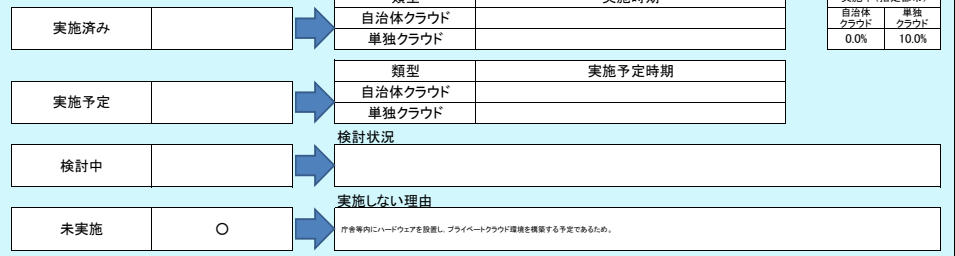 類型 実施時期
実施済み
自治体クラウド
単独クラウド
自治体 単独
クラウド クラウド
0.0% 10.0%
類型 実施予定時期
実施予定
自治体クラウド
単独クラウド
検討状況
検討中
実施しない理由
未実施 ○
庁舎等内にハードウェアを設置し、プライベートクラウド環境を構築する予定であるため。